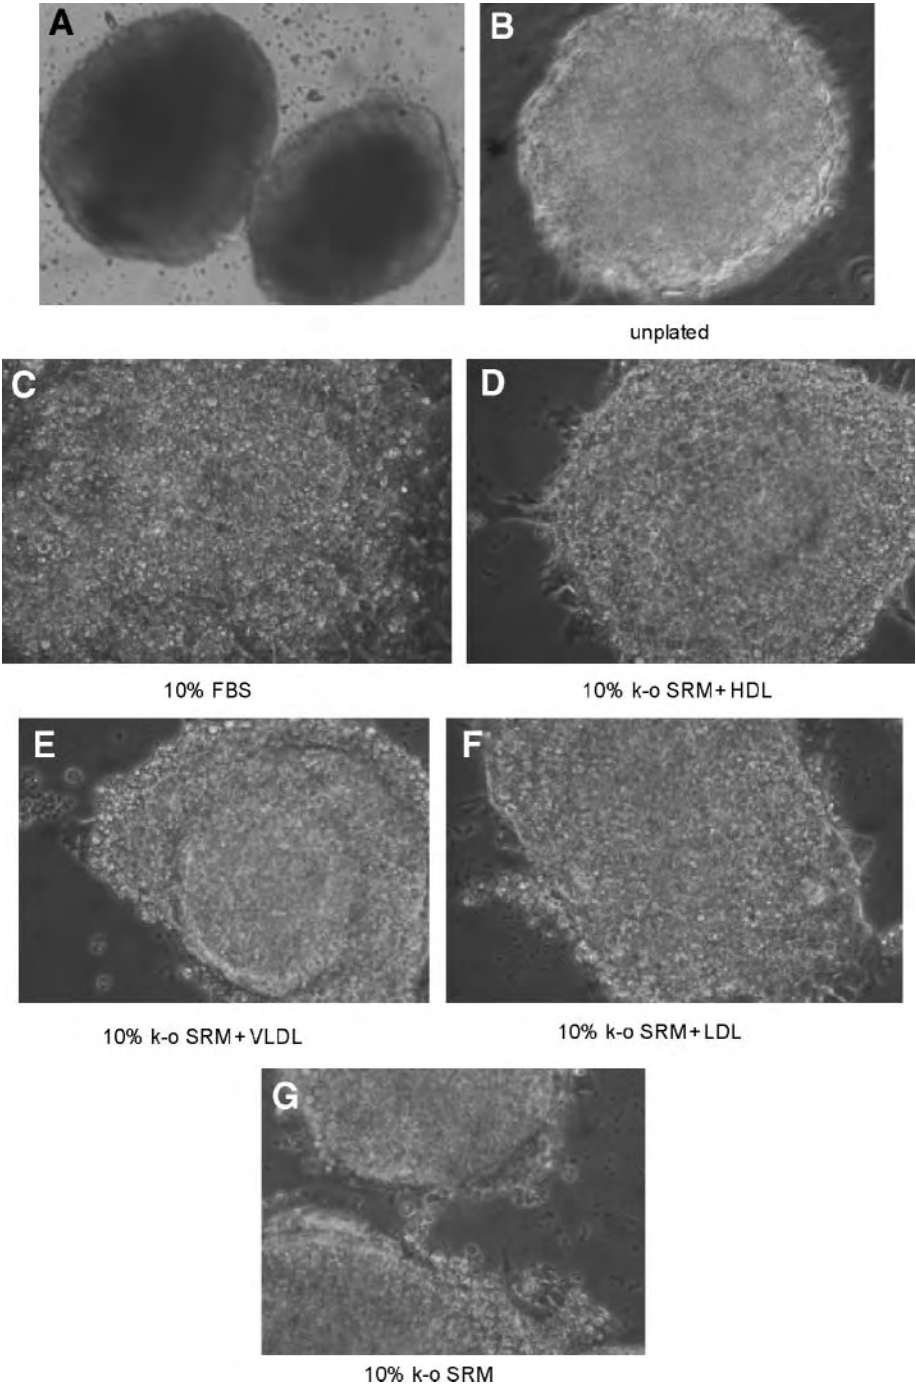 A
B
unplated
C
D
10% FBS
10% k-o SRM+HDL
E
F
10% k-o SRM+VLDL
10% k-o SRM+LDL
G
10% k-o SRM